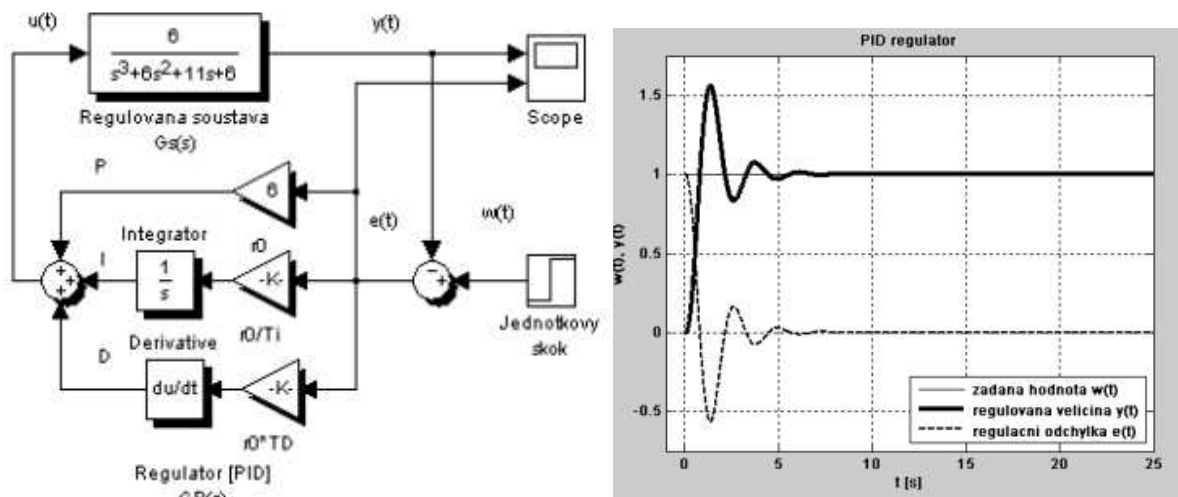 u(t)
y(t)
6
s3+6s2+11s+6
Regulovana soustava
Gs(s)
Scope
P
6
e(t)
w(t)
Integrator
r0
I
1
s
-K-
r0/Ti
Jednotkovy
skok
Derivative
D
du/dt
-K-
r0*TD
Regulator [PID]
PID regulator
w(t), y(t)
1.5
1
0.5
0
-0.5
zadana hodnota w(t)
regulovana velicina y(t)
regulacní odchylka e(t)
0
5
10
15
20
25
t [s]